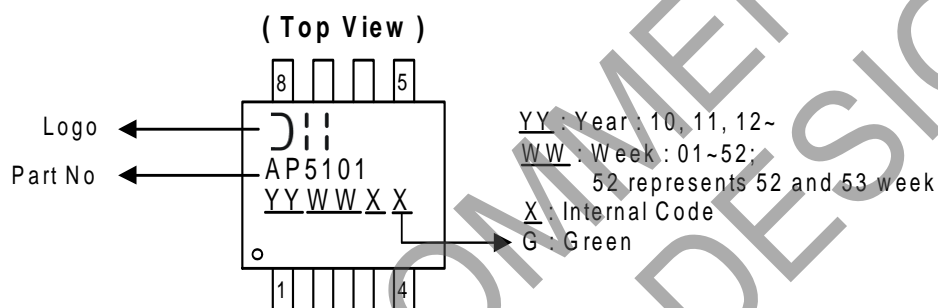 ( Top View )
8 5
Logo
YY : Year : 10, 11, 12~
Part No
AP5101
WW : Week : 01~52;
52 represents 52 and 53 week
YYWWXX
X : Internal Code
G : Green
1 4